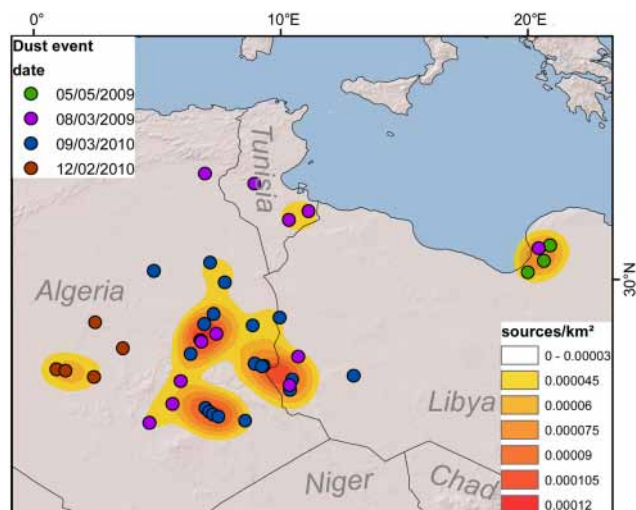 0°
10°E
20°E
Dust event
date
05/05/2009
08/03/2009
09/03/2010
12/02/2010
Tunisia
30°N
Algeria
Libya
Niger
Chad
sources/km²
0 - 0.00003
0.000045
0.00006
0.000075
0.00009
0.000105
0.00012